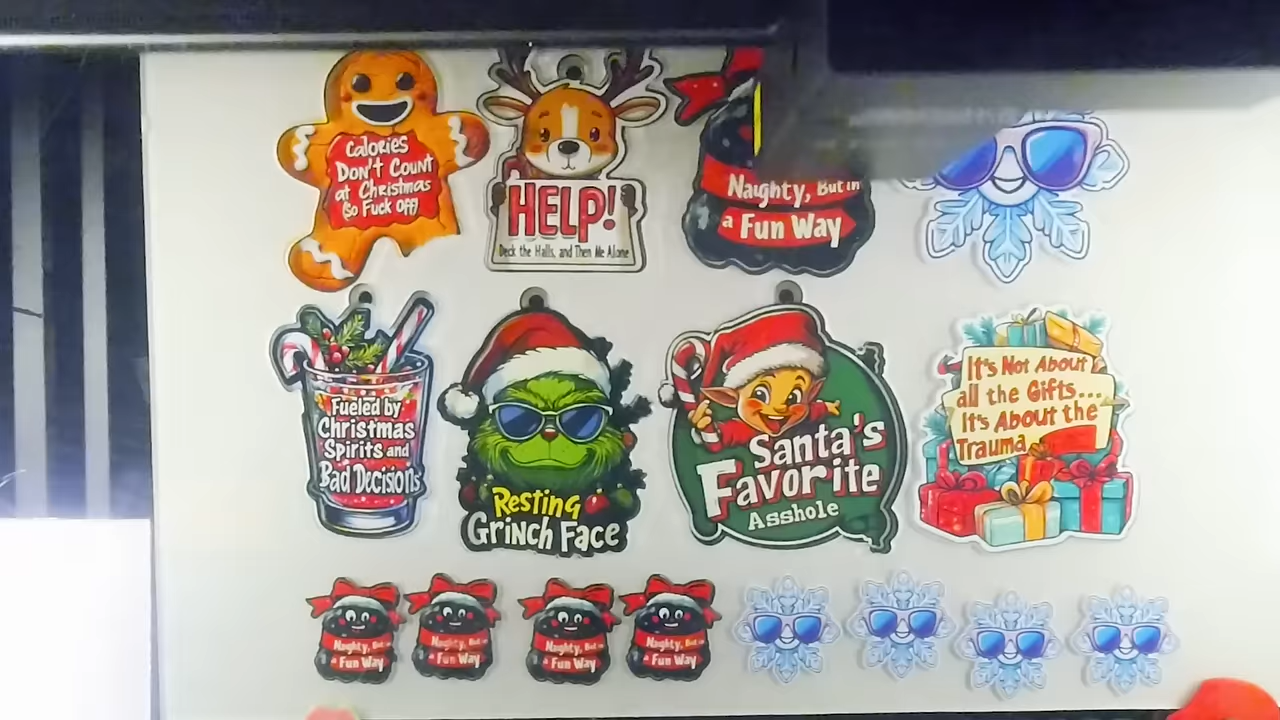 Calories
Don't Count
at Christmas
(So Fuck Off)
HELP!
Deck the Halls, and Then Me Alone
Naughty, But in
a Fun Way
Fueled by
Christmas
Spirits and
Bad Decisions
Resting
Grinch Face
Santa's
Favorite
Asshole
It's Not About
all the Gifts...
It's About the
Trauma
Naughty, But in
a Fun Way
Naughty, But in
a Fun Way
Naughty, But in
a Fun Way
Naughty, But in
a Fun Way